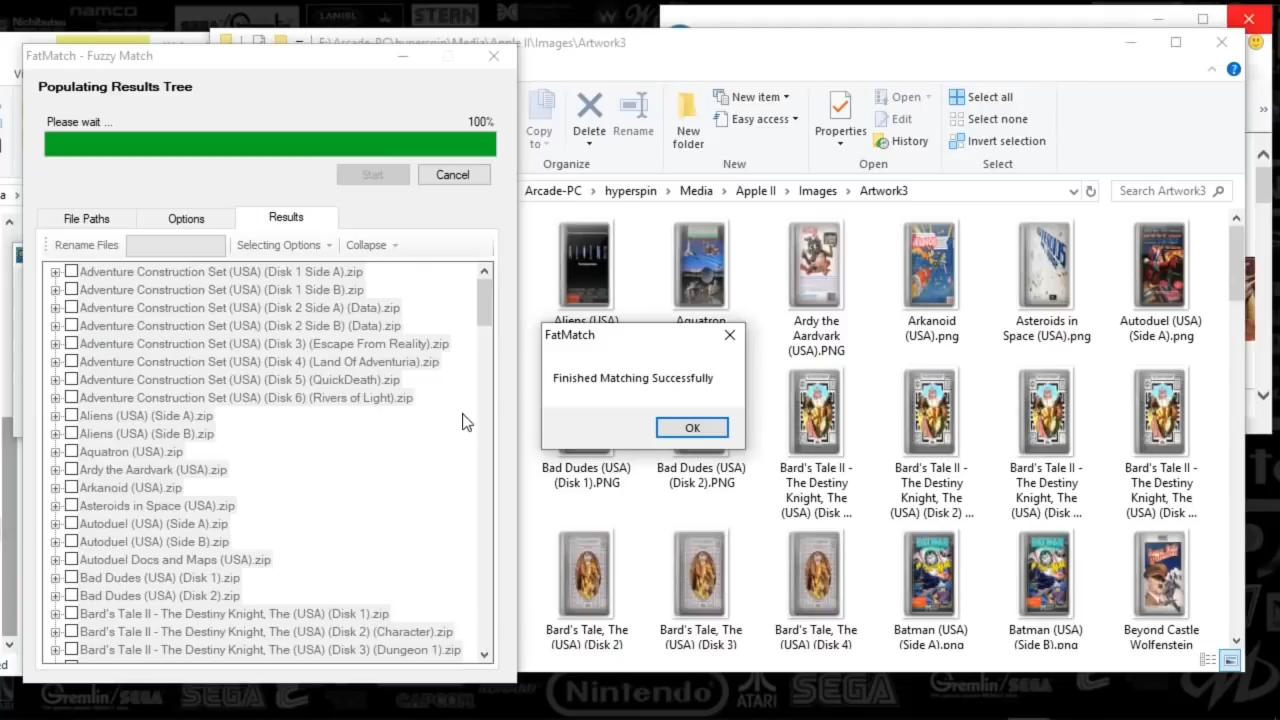 Nichibutsu
namco
STERN
E:\Arcade-PC\hyperspin\Media\Apple II\Images\Artwork3
FatMatch - Fuzzy Match
Populating Results Tree
Please wait ...
100%
Start
Cancel
File Paths
Options
Results
Rename Files
Selecting Options
Collapse
Adventure Construction Set (USA) (Disk 1 Side A).zip
Adventure Construction Set (USA) (Disk 1 Side B).zip
Adventure Construction Set (USA) (Disk 2 Side A) (Data).zip
Adventure Construction Set (USA) (Disk 2 Side B) (Data).zip
Adventure Construction Set (USA) (Disk 3) (Escape From Reality).zip
Adventure Construction Set (USA) (Disk 4) (Land Of Adventuria).zip
Adventure Construction Set (USA) (Disk 5) (QuickDeath).zip
Adventure Construction Set (USA) (Disk 6) (Rivers of Light).zip
Aliens (USA) (Side A).zip
Aliens (USA) (Side B).zip
Aquatron (USA).zip
Ardy the Aardvark (USA).zip
Arkanoid (USA).zip
Asteroids in Space (USA).zip
Autoduel (USA) (Side A).zip
Autoduel (USA) (Side B).zip
Autoduel Docs and Maps (USA).zip
Bad Dudes (USA) (Disk 1).zip
Bad Dudes (USA) (Disk 2).zip
Bard's Tale II - The Destiny Knight, The (USA) (Disk 1).zip
Bard's Tale II - The Destiny Knight, The (USA) (Disk 2) (Character).zip
Bard's Tale II - The Destiny Knight, The (USA) (Disk 3) (Dungeon 1).zip
Copy
to
Delete
Rename
Organize
New
folder
New item
Easy access
New
Properties
Open
Edit
History
Open
Select all
Select none
Invert selection
Select
Arcade-PC > hyperspin > Media > Apple II > Images > Artwork3
Search Artwork3
Aliens (USA)
Aquatron
Ardy the
Aardvark
(USA).PNG
Arkanoid
(USA).png
Asteroids in
Space (USA).png
Autoduel (USA)
(Side A).png
FatMatch
Finished Matching Successfully
OK
Bad Dudes (USA)
(Disk 1).PNG
Bad Dudes (USA)
(Disk 2).PNG
Bard's Tale II -
The Destiny
Knight, The
(USA) (Disk ...
Bard's Tale II -
The Destiny
Knight, The
(USA) (Disk 2) ...
Bard's Tale II -
The Destiny
Knight, The
(USA) (Disk ...
Bard's Tale II -
The Destiny
Knight, The
(USA) (Disk ...
Bard's Tale, The
(USA) (Disk 2)
Bard's Tale, The
(USA) (Disk 3)
Bard's Tale, The
(USA) (Disk 4)
Batman (USA)
(Side A).png
Batman (USA)
(Side B).png
Beyond Castle
Wolfenstein
Gremlin/SEGA
SEGA
CAPCOM
Nintendo
ATARI
SEGA
Gremlin/SEGA